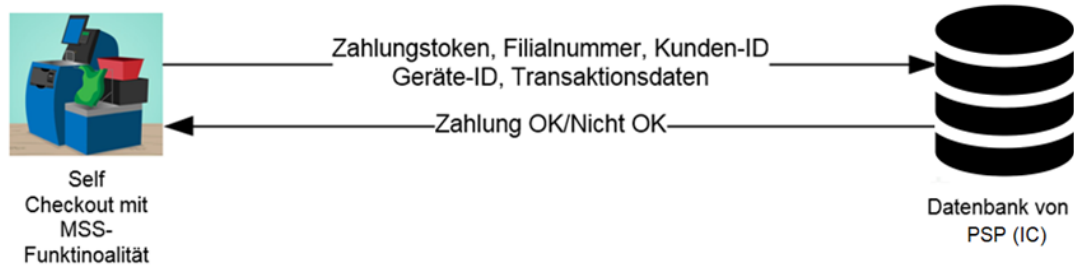 Zahlungstoken, Filialnummer, Kunden-ID
Geräte-ID, Transaktionsdaten
Zahlung OK/Nicht OK
Self
Checkout mit
MSS-
Funktinoalität
Datenbank von
PSP (IC)